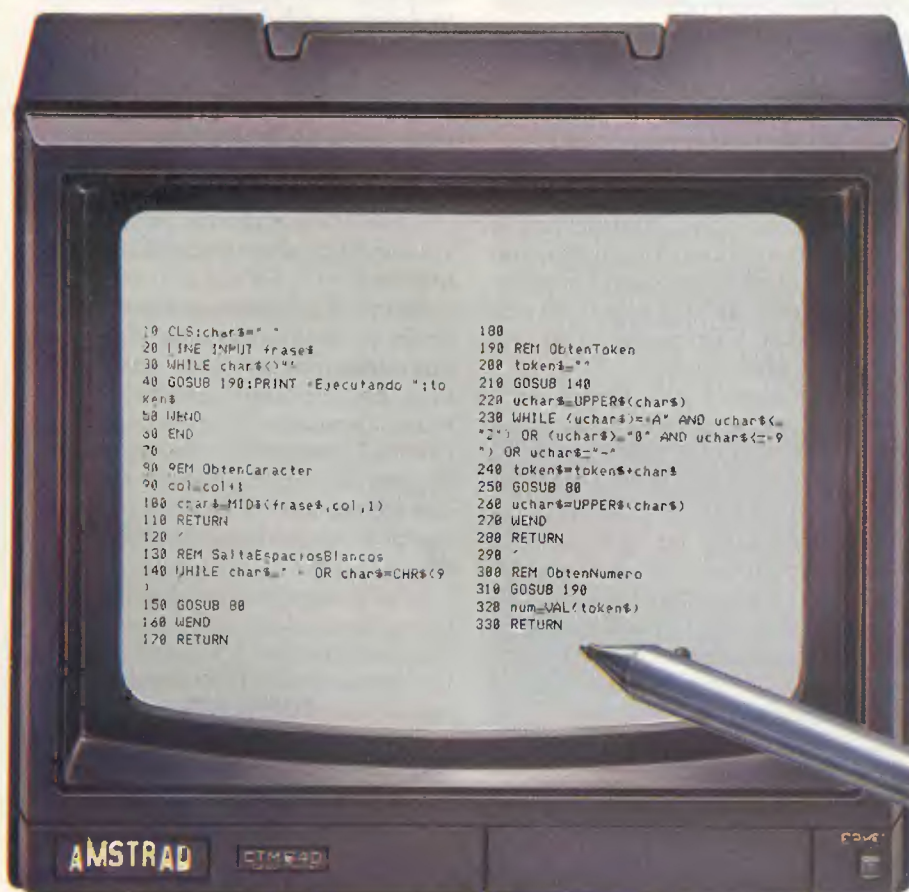 10 CLS:char$=" "
20 LINE INPUT frase$
30 WHILE char$<>""
40 GOSUB 190:PRINT "Ejecutando ";to
ken$
50 WEND
60 END
70 '
90 REM ObtenCaracter
90 col=col+1
100 char$=MID$(frase$,col,1)
110 RETURN
120 '
130 REM SaltaEspaciosBlancos
140 WHILE char$=" " OR char$=CHR$(9
)
150 GOSUB 80
160 WEND
170 RETURN
180
190 REM ObtenToken
200 token$=""
210 GOSUB 140
220 uchar$=UPPER$(char$)
230 WHILE (uchar$>="A" AND uchar$<=
"Z") OR (uchar$>="0" AND uchar$<="9
") OR uchar$="-"
240 token$=token$+char$
250 GOSUB 80
260 uchar$=UPPER$(char$)
270 WEND
280 RETURN
290 '
300 REM ObtenNumero
310 GOSUB 190
320 num=VAL(token$)
330 RETURN
AMSTRAD